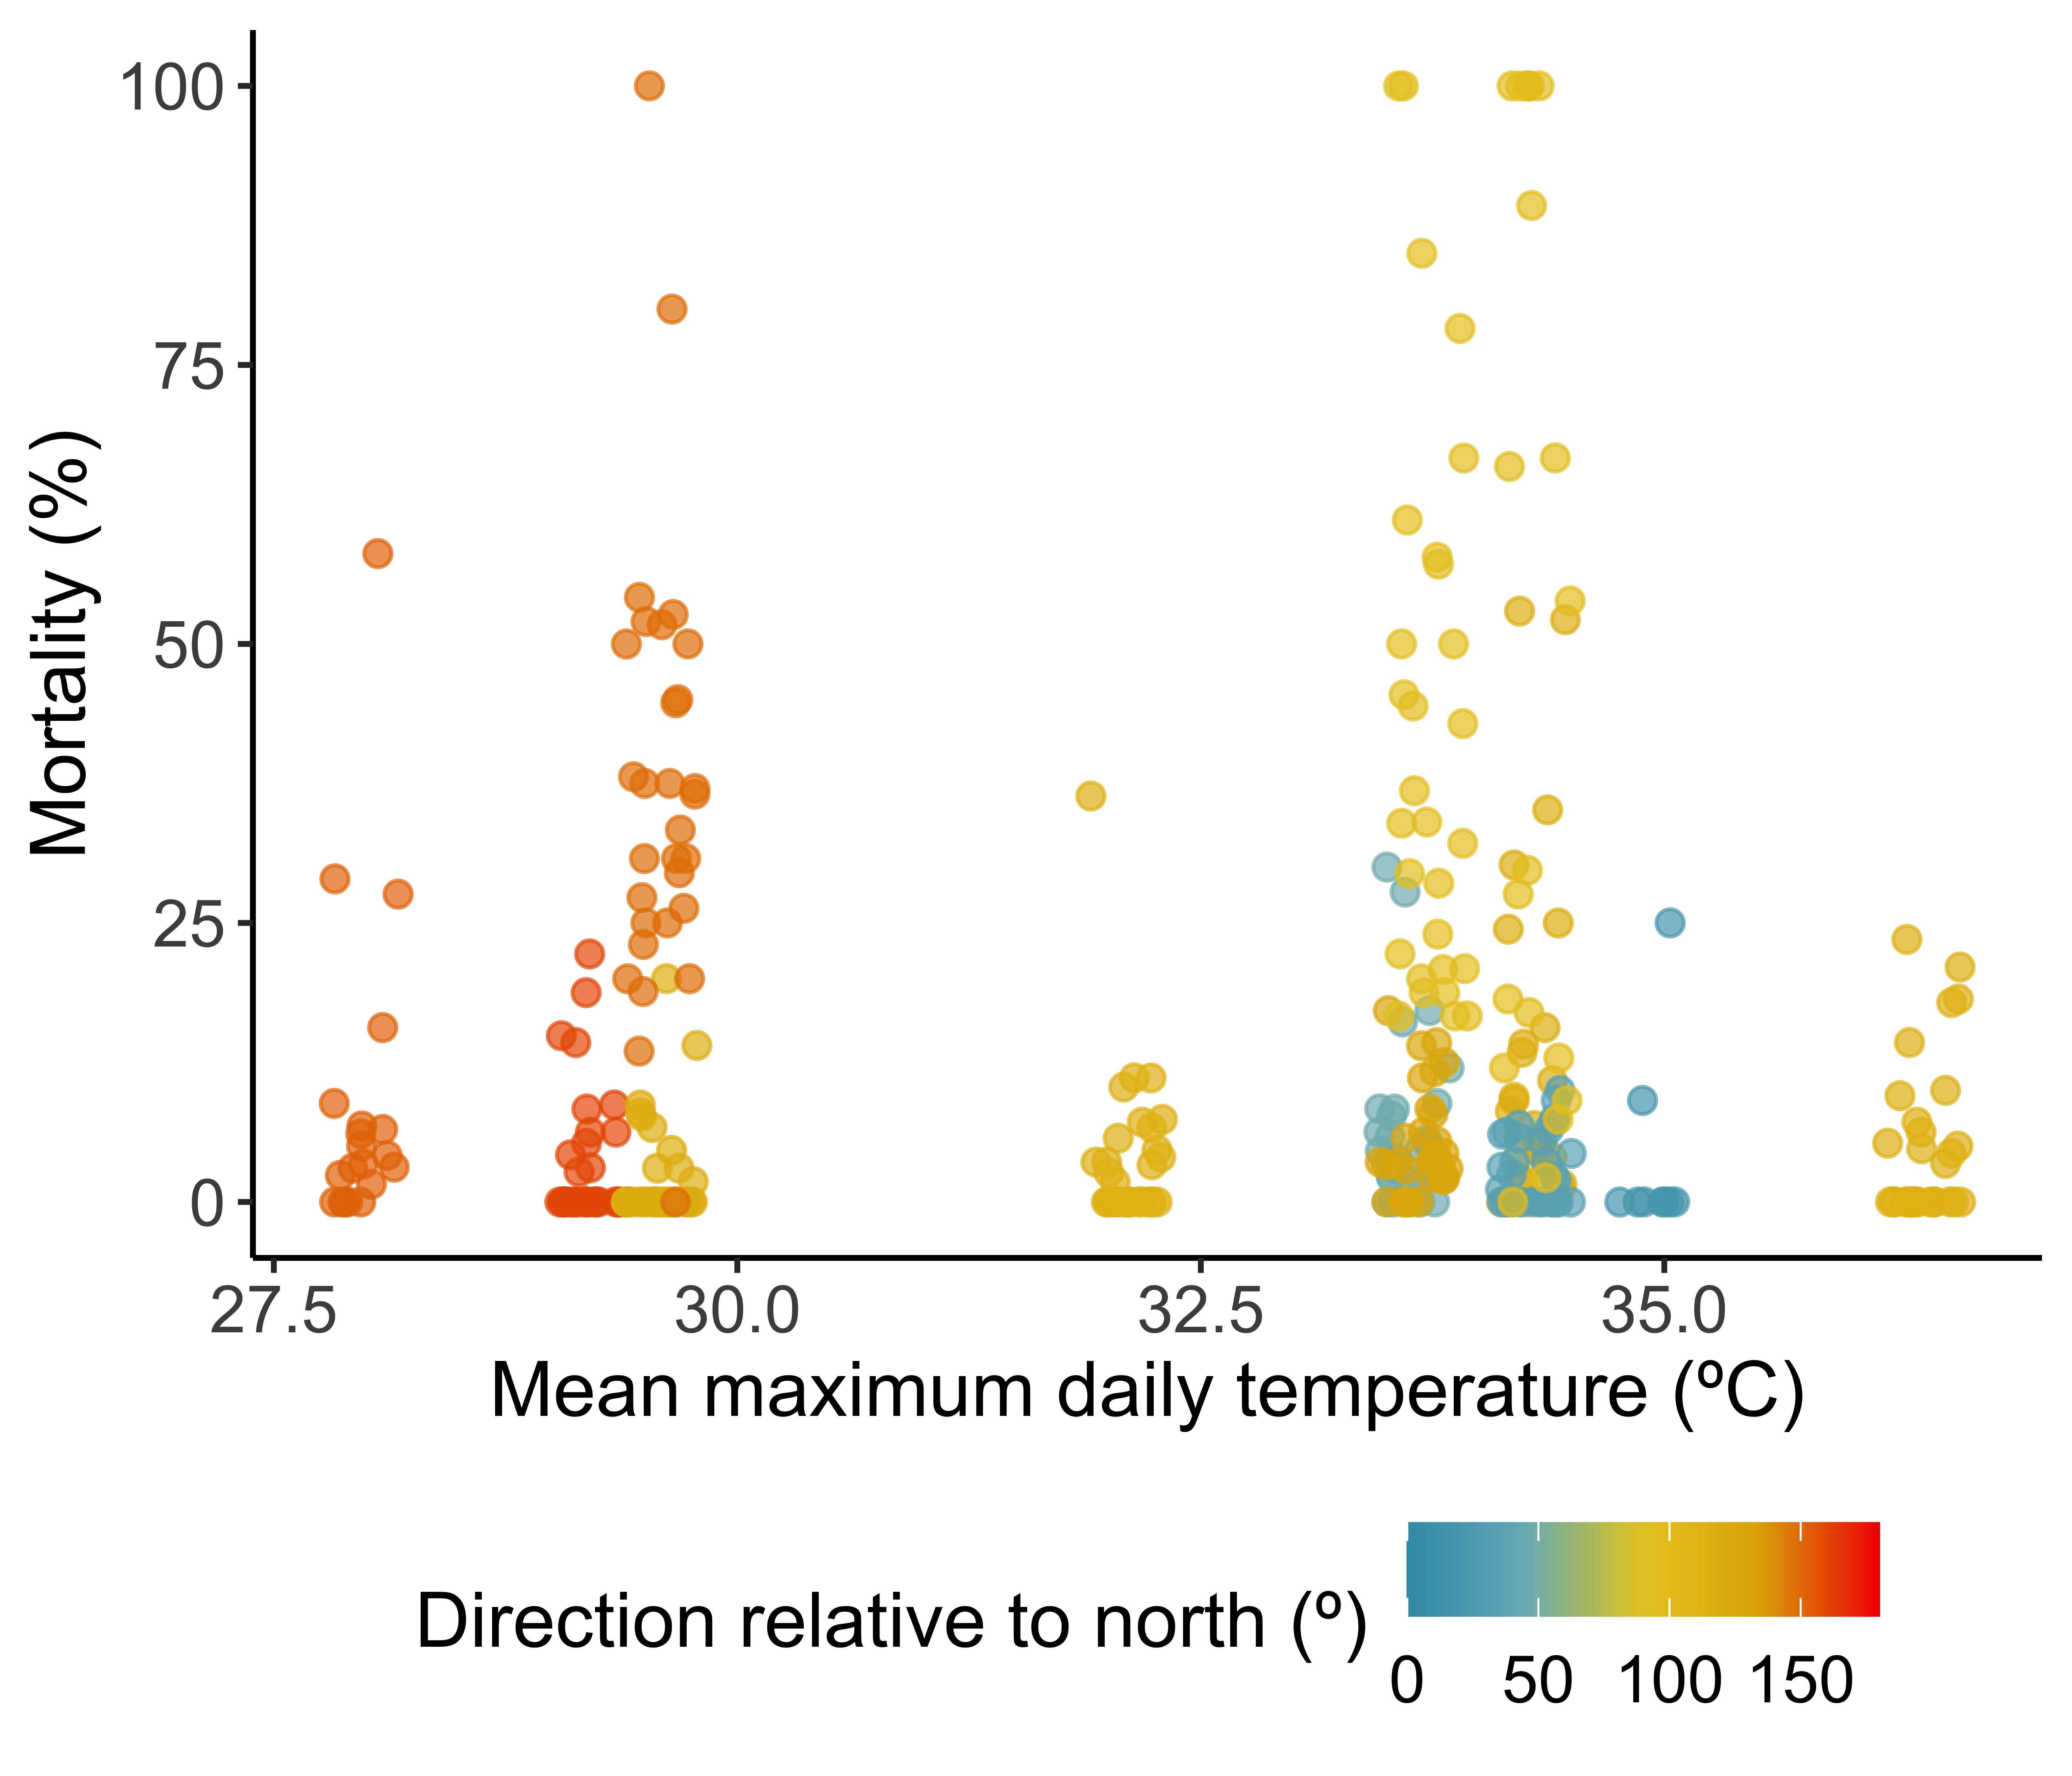 100
75
50
25
0
Mortality (%)
27.5 30.0 32.5 35.0
Mean maximum daily temperature (ºC)
Direction relative to north (º)
0 50 100 150